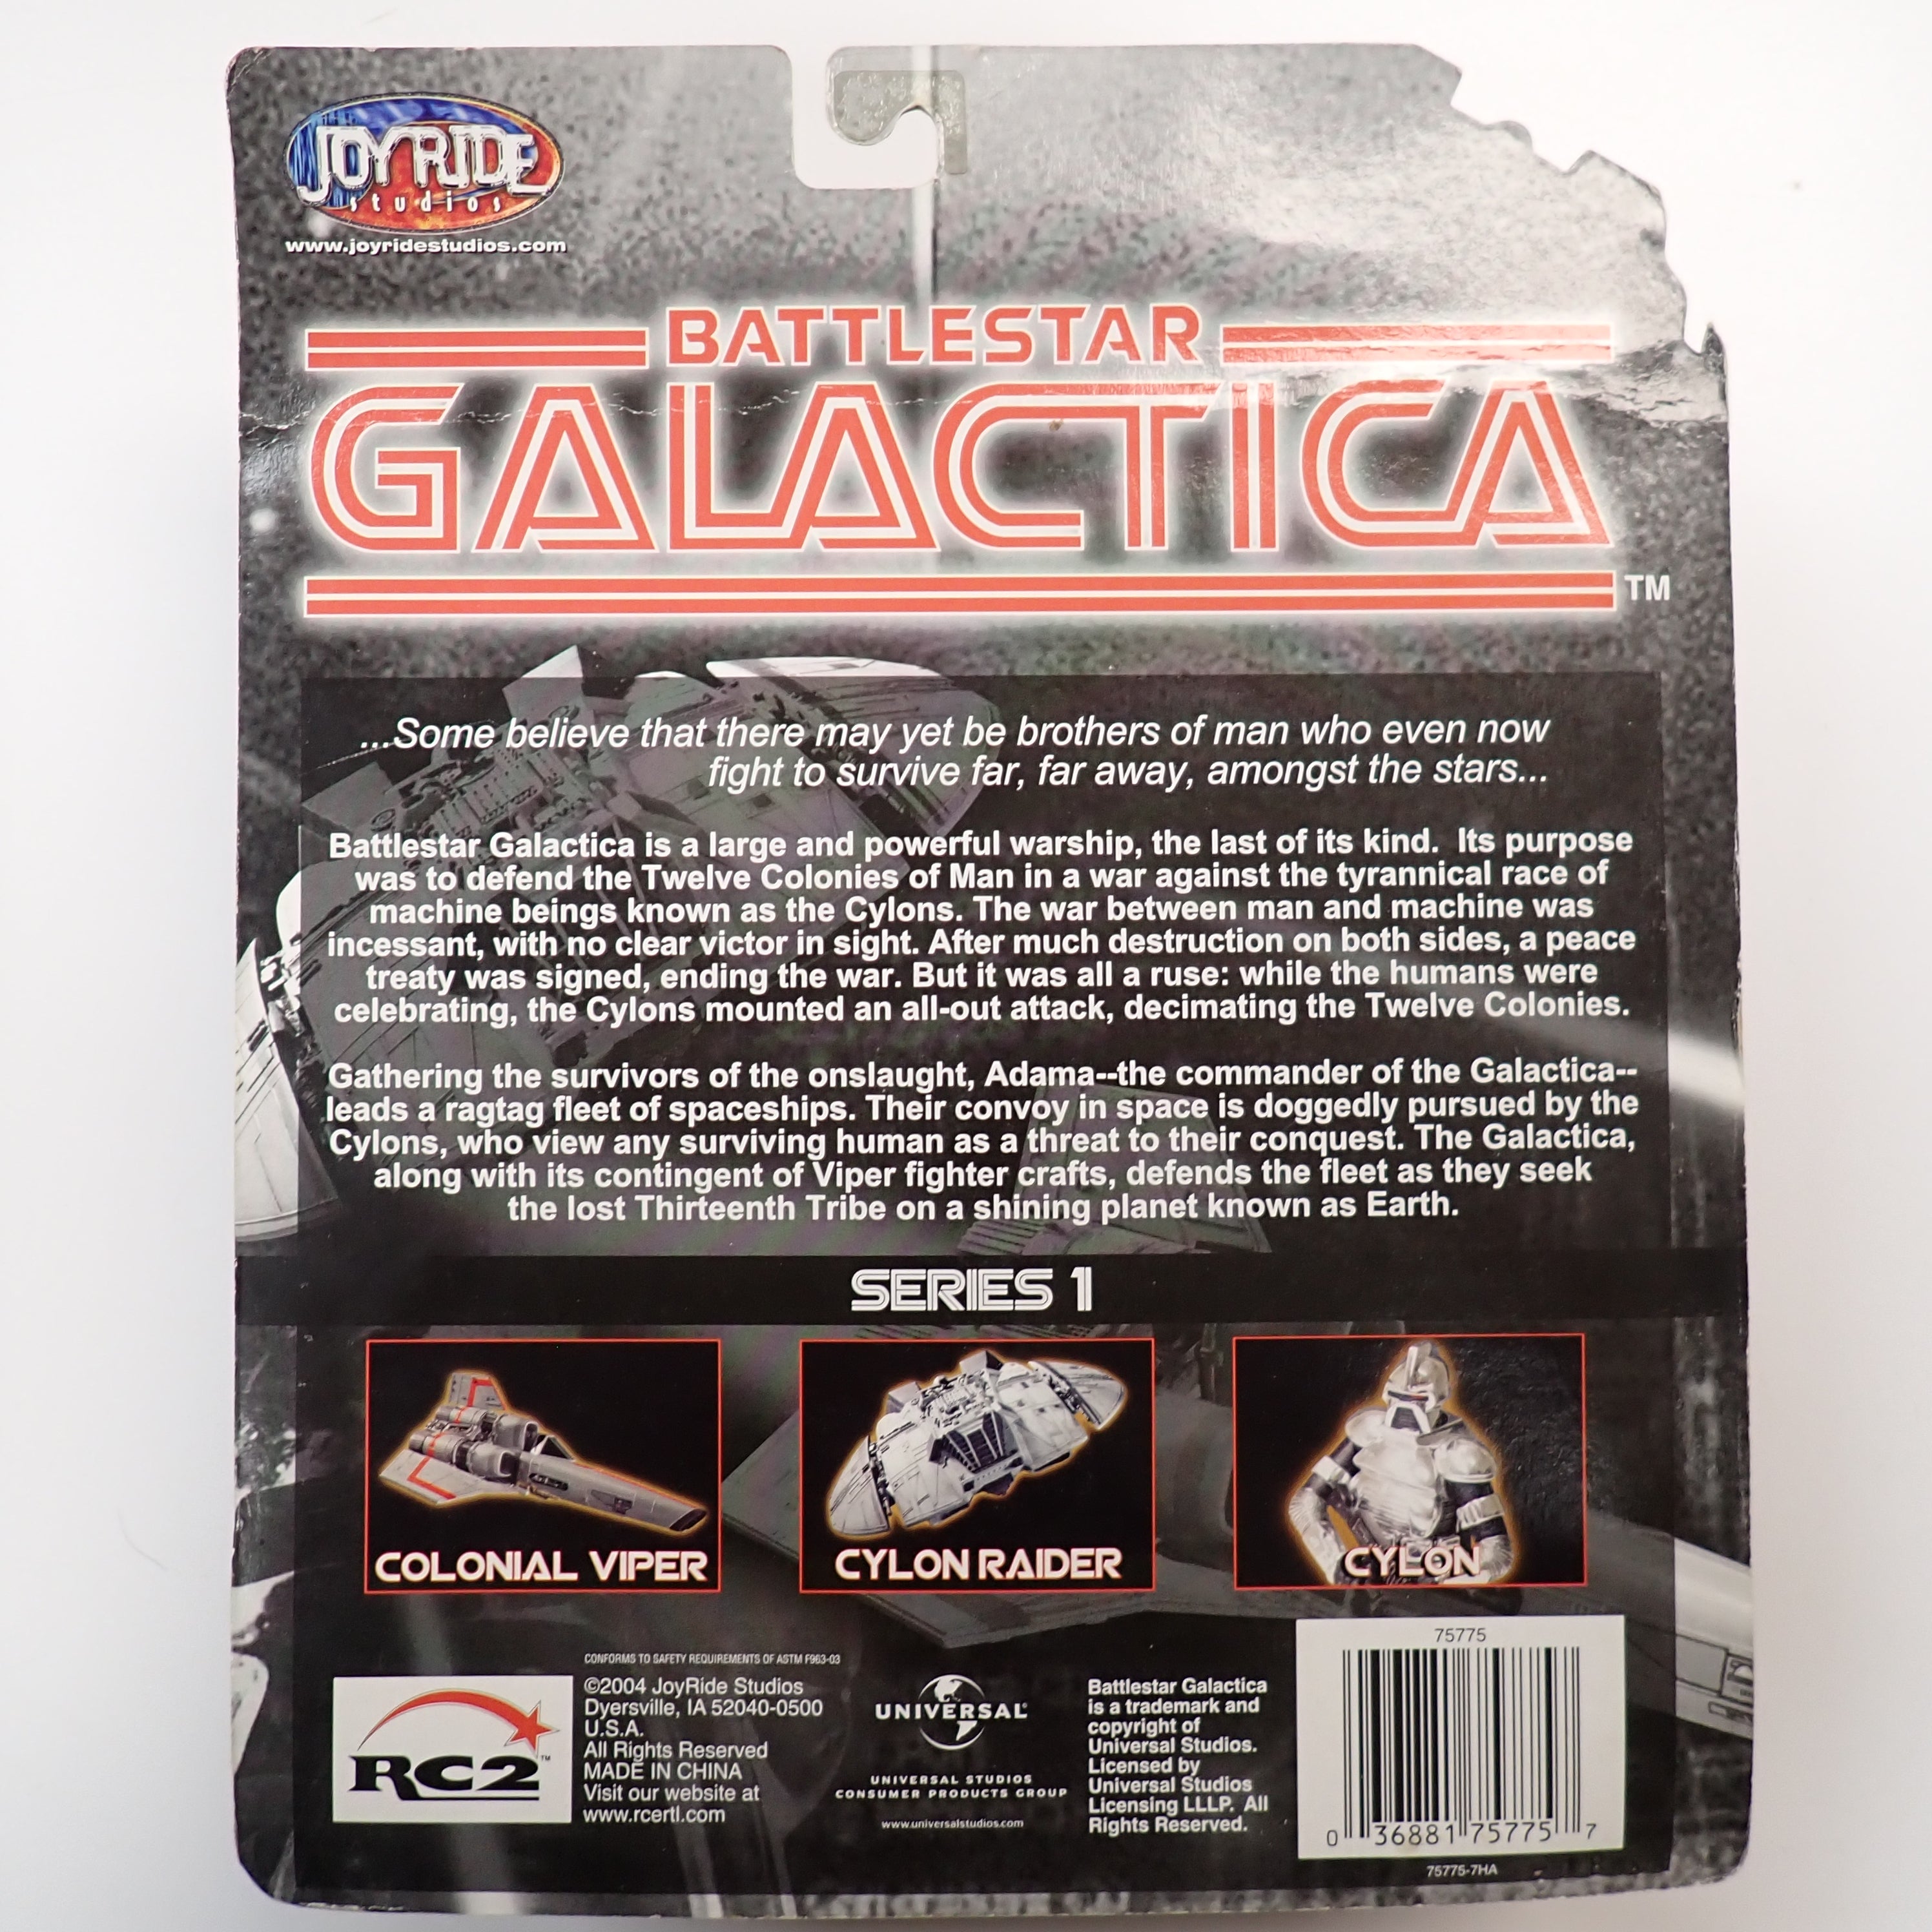 JOYRIDE
studios
www.joyridestudios.com
BATTLESTAR
GALACTICA
TM
...Some believe that there may yet be brothers of man who even now
fight to survive far, far away, amongst the stars...
Battlestar Galactica is a large and powerful warship, the last of its kind. Its purpose
was to defend the Twelve Colonies of Man in a war against the tyrannical race of
machine beings known as the Cylons. The war between man and machine was
incessant, with no clear victor in sight. After much destruction on both sides, a peace
treaty was signed, ending the war. But it was all a ruse: while the humans were
celebrating, the Cylons mounted an all-out attack, decimating the Twelve Colonies.
Gathering the survivors of the onslaught, Adama--the commander of the Galactica--
leads a ragtag fleet of spaceships. Their convoy in space is doggedly pursued by the
Cylons, who view any surviving human as a threat to their conquest. The Galactica,
along with its contingent of Viper fighter crafts, defends the fleet as they seek
the lost Thirteenth Tribe on a shining planet known as Earth.
SERIES 1
COLONIAL VIPER
CYLON RAIDER
CYLON
RC2™
CONFORMS TO SAFETY REQUIREMENTS OF ASTM F963-03
©2004 JoyRide Studios
Dyersville, IA 52040-0500
U.S.A.
All Rights Reserved
MADE IN CHINA
Visit our website at
www.rcertl.com
UNIVERSAL®
UNIVERSAL STUDIOS
CONSUMER PRODUCTS GROUP
www.universalstudios.com
Battlestar Galactica
is a trademark and
copyright of
Universal Studios.
Licensed by
Universal Studios
Licensing LLLP. All
Rights Reserved.
75775
0 36881 75775 7
75775-7HA